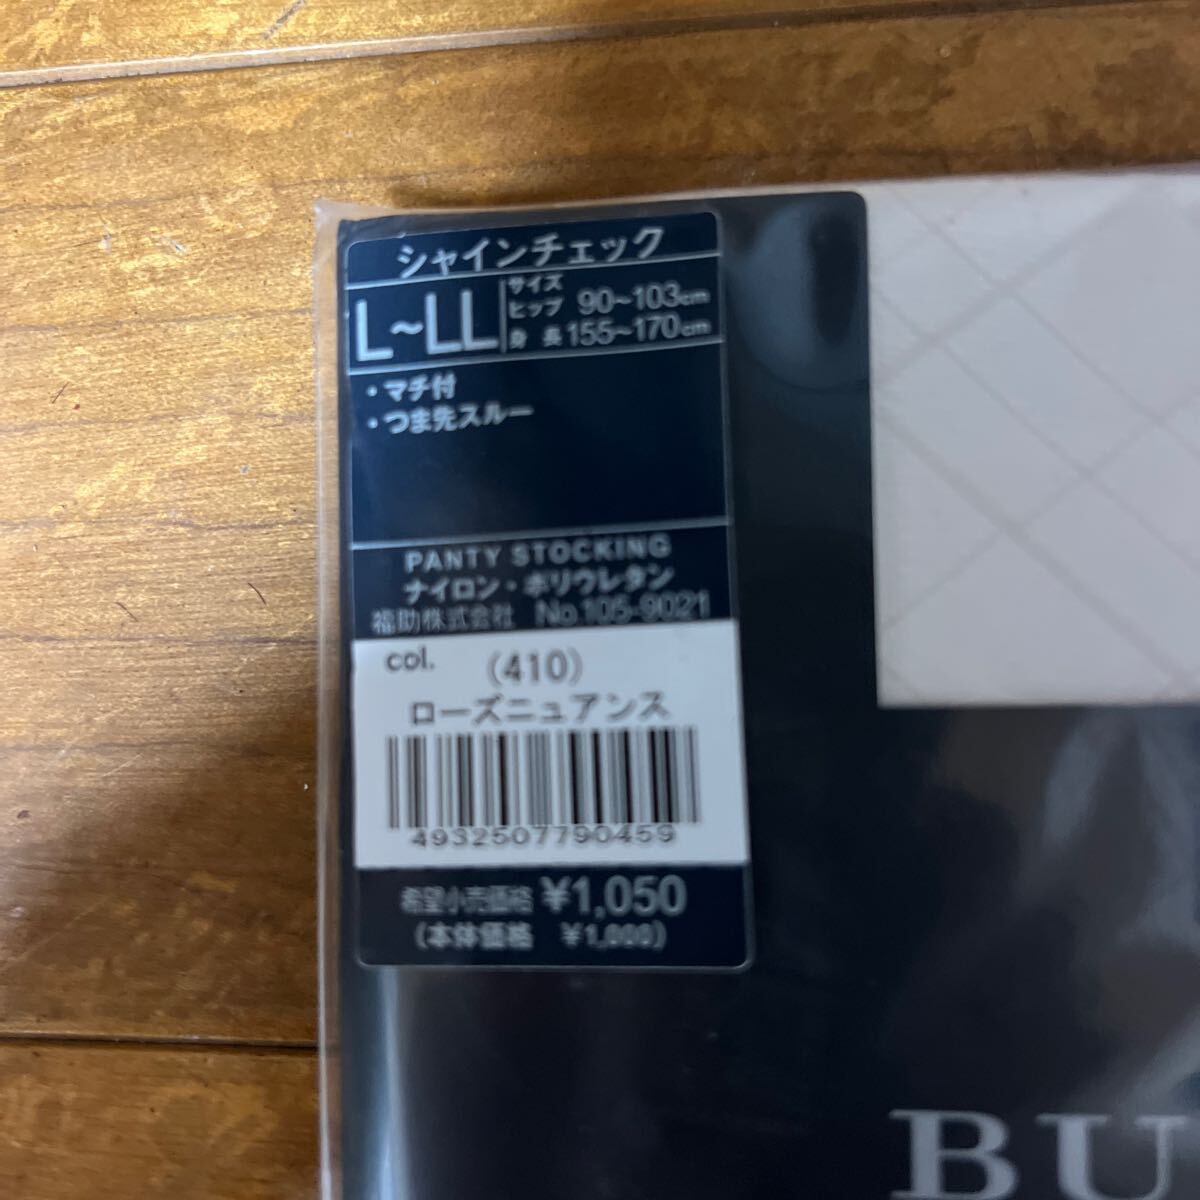 シャインチェック
L~LL
サイズ
ヒップ 90~103cm
身長 155~170cm
・マチ付
・つま先スルー
PANTY STOCKING
ナイロン・ポリウレタン
福助株式会社 No.105-9021
col. (410)
ローズニュアンス
4932507790459
希望小売価格 ¥1,050
(本体価格 ¥1,000)
BU